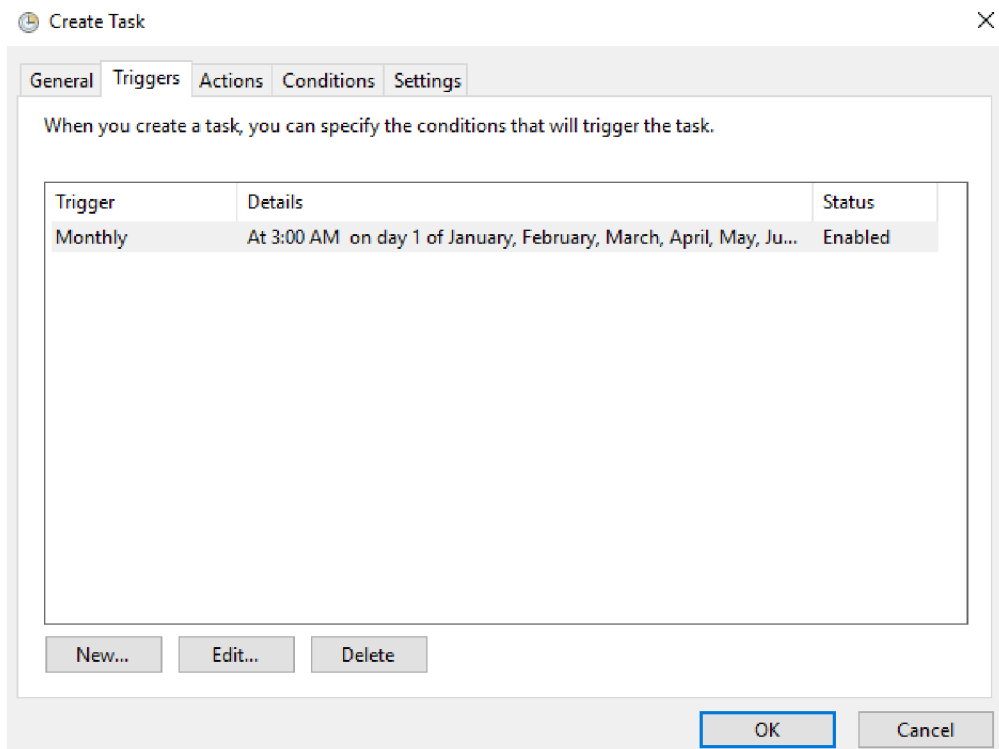 Create Task
General Triggers Actions Conditions Settings
When you create a task, you can specify the conditions that will trigger the task.
Trigger Details Status
Monthly At 3:00 AM  on day 1 of January, February, March, April, May, Ju... Enabled
New... Edit... Delete
OK Cancel